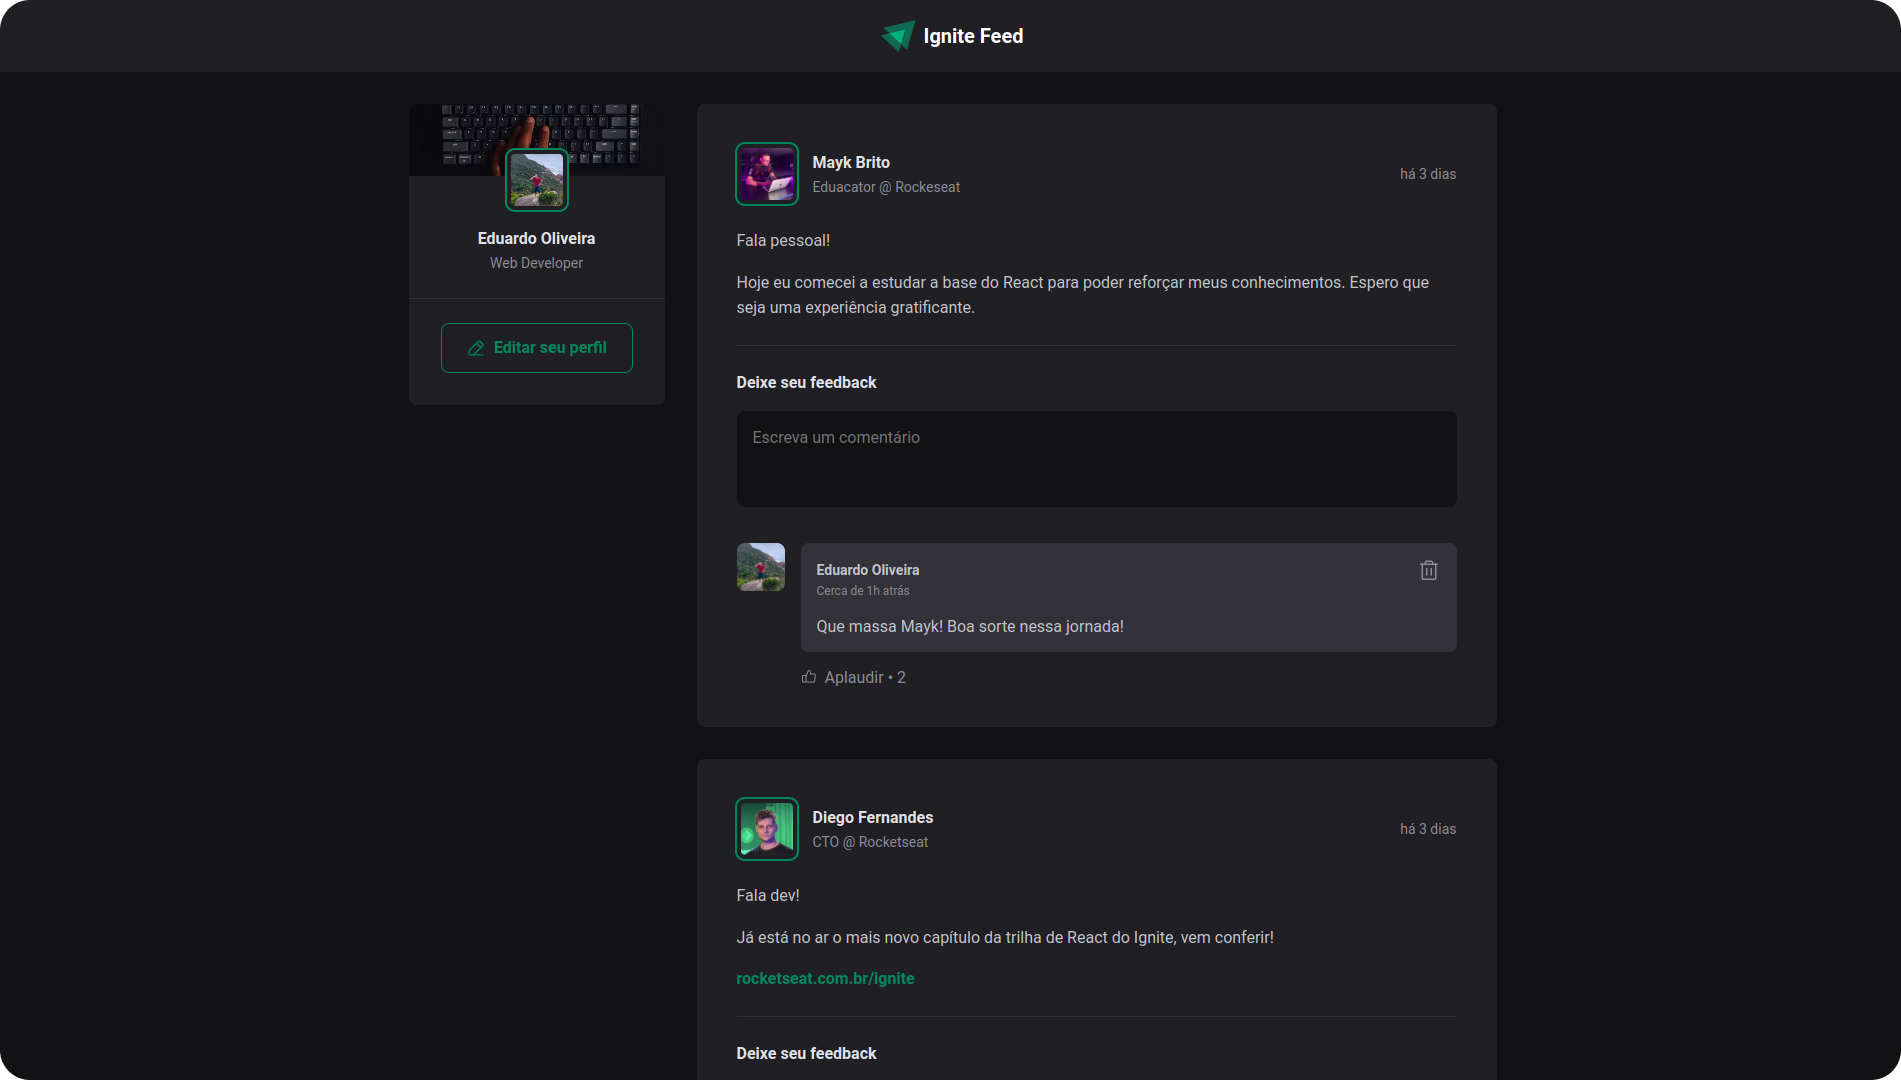 Ignite Feed
Eduardo Oliveira
Web Developer
Editar seu perfil
Mayk Brito
Eduacator @ Rockeseat
há 3 dias
Fala pessoal!
Hoje eu comecei a estudar a base do React para poder reforçar meus conhecimentos. Espero que
seja uma experiência gratificante.
Deixe seu feedback
Escreva um comentário
Eduardo Oliveira
Cerca de 1h atrás
Que massa Mayk! Boa sorte nessa jornada!
Aplaudir • 2
Diego Fernandes
CTO @ Rocketseat
há 3 dias
Fala dev!
Já está no ar o mais novo capítulo da trilha de React do Ignite, vem conferir!
rocketseat.com.br/ignite
Deixe seu feedback